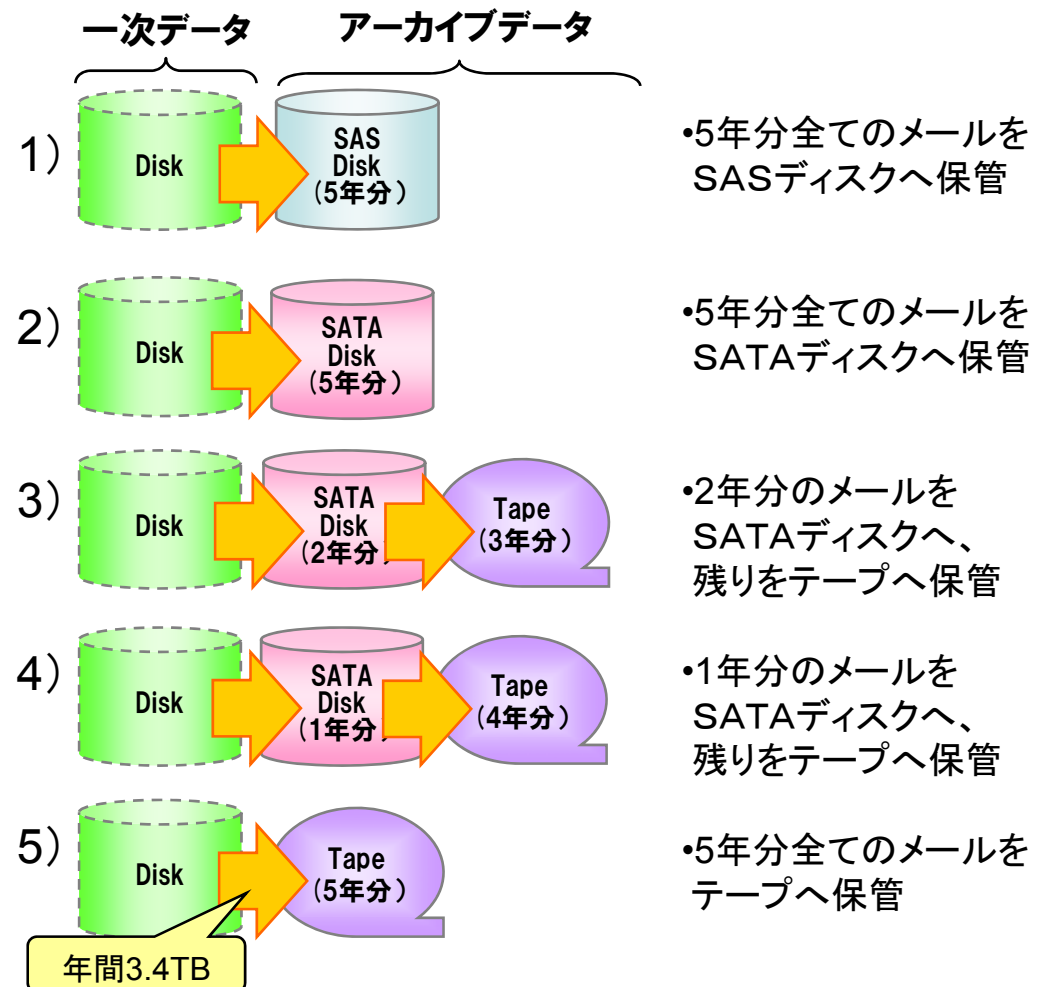 一次データ
アーカイブデータ
1）
Disk
SAS
Disk
(5年分）
•5年分全てのメールを
ＳＡＳディスクへ保管
2）
Disk
SATA
Disk
(5年分）
•5年分全てのメールを
ＳＡＴＡディスクへ保管
3）
Disk
SATA
Disk
(2年分）
Tape
(3年分）
•2年分のメールを
ＳＡＴＡディスクへ、
残りをテープへ保管
4）
Disk
SATA
Disk
(1年分）
Tape
(4年分）
•1年分のメールを
ＳＡＴＡディスクへ、
残りをテープへ保管
5）
Disk
Tape
(5年分）
•5年分全てのメールを
テープへ保管
年間3.4TB